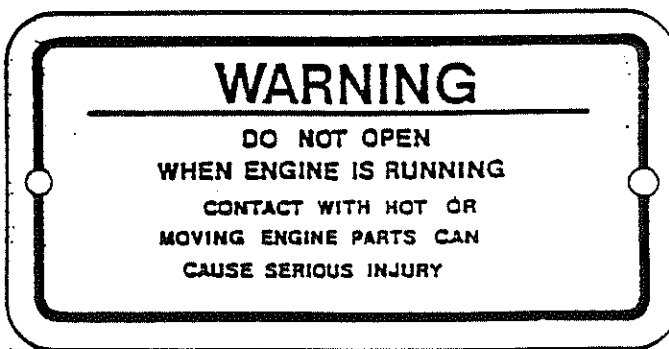 WARNING
DO NOT OPEN
WHEN ENGINE IS RUNNING
CONTACT WITH HOT OR
MOVING ENGINE PARTS CAN
CAUSE SERIOUS INJURY